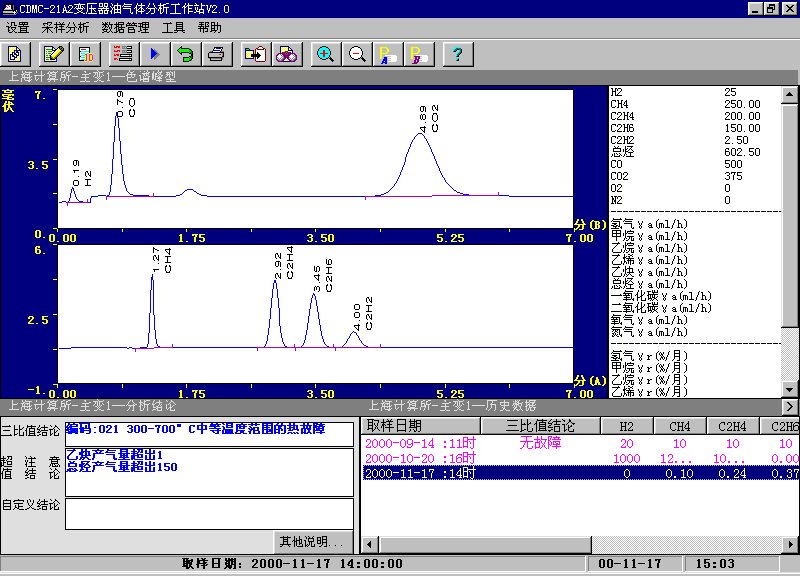 CDMC-21A2变压器油气体分析工作站V2.0
设置 采样分析 数据管理 工具 帮助
上海计算所-主变1—色谱峰型
毫伏
7.
3.5
0.
0.19
H2
0.79
CO
4.89
CO2
0.00 1.75 3.50 5.25 7.00
分(B)
6.
2.5
-1.
1.27
CH4
2.92
C2H4
3.45
C2H6
4.00
C2H2
0.00 1.75 3.50 5.25 7.00
分(A)
H2 25
CH4 250.00
C2H4 200.00
C2H6 150.00
C2H2 2.50
总烃 602.50
CO 500
CO2 375
O2 0
N2 0
氢气γa(ml/h)
甲烷γa(ml/h)
乙烷γa(ml/h)
乙烯γa(ml/h)
乙炔γa(ml/h)
总烃γa(ml/h)
一氧化碳γa(ml/h)
二氧化碳γa(ml/h)
氧气γa(ml/h)
氮气γa(ml/h)
氢气γr(%/月)
甲烷γr(%/月)
乙烷γr(%/月)
乙烯γr(%/月)
上海计算所-主变1—分析结论
三比值结论 编码:021 300-700°C中等温度范围的热故障
超注意值结论
乙炔产气量超出1
总烃产气量超出150
自定义结论
其他说明...
上海计算所-主变1—历史数据
取样日期 三比值结论 H2 CH4 C2H4 C2H6
2000-09-14 :11时 无故障 20 10 10 10
2000-10-20 :16时 1000 12... 10... 0.00
2000-11-17 :14时 0 0.10 0.24 0.37
取样日期: 2000-11-17 14:00:00 00-11-17 15:03